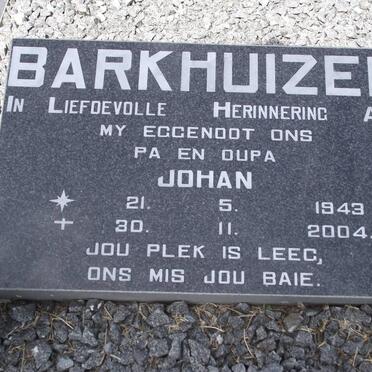 BARKHUIZE
IN LIEFDEVOLLE HERINNERING A
MY EGGENOOT ONS
PA EN OUPA
JOHAN
21. 5. 1943
30. 11. 2004.
JOU PLEK IS LEEG,
ONS MIS JOU BAIE.